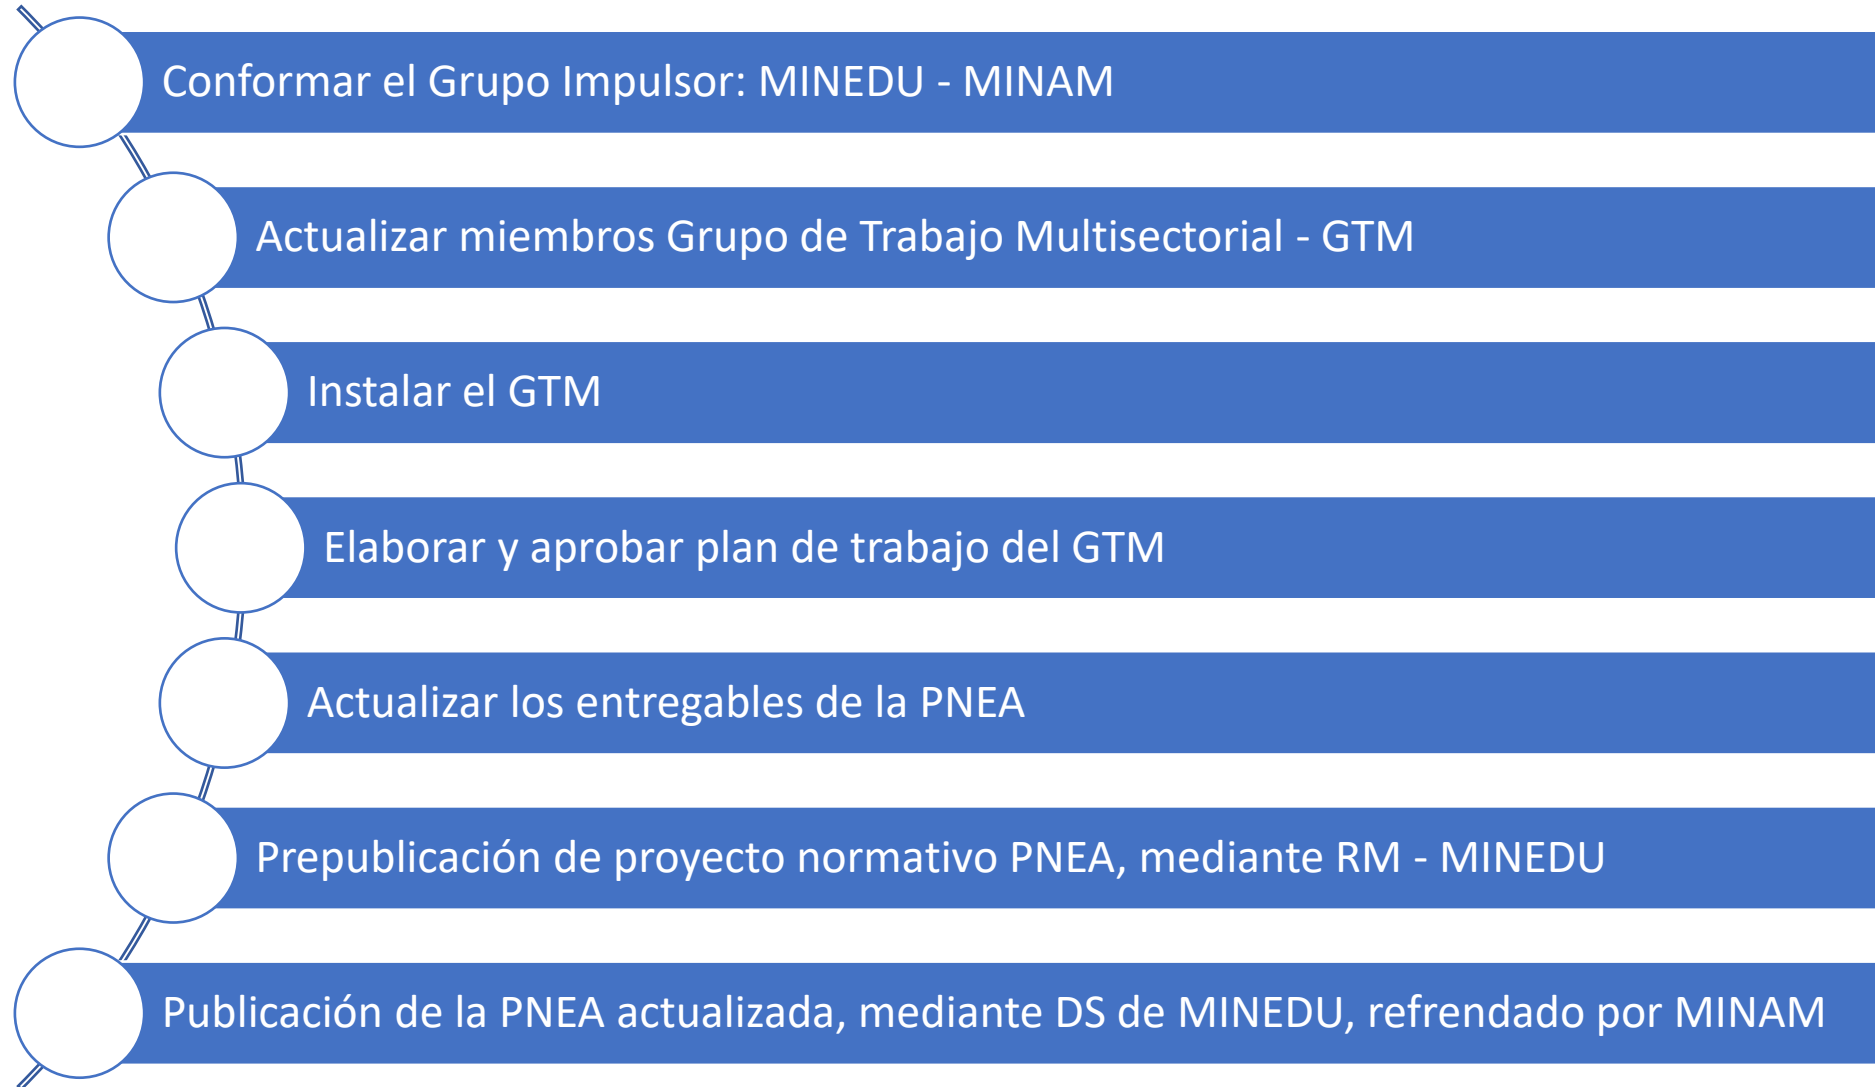 Conformar el Grupo Impulsor: MINEDU - MINAM
Actualizar miembros Grupo de Trabajo Multisectorial - GTM
Instalar el GTM
Elaborar y aprobar plan de trabajo del GTM
Actualizar los entregables de la PNEA
Prepublicación de proyecto normativo PNEA, mediante RM - MINEDU
Publicación de la PNEA actualizada, mediante DS de MINEDU, refrendado por MINAM